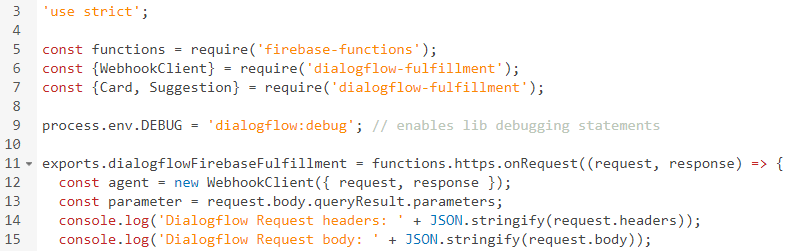 3 'use strict';
4
5 const functions = require('firebase-functions');
6 const {WebhookClient} = require('dialogflow-fulfillment');
7 const {Card, Suggestion} = require('dialogflow-fulfillment');
8
9 process.env.DEBUG = 'dialogflow:debug'; // enables lib debugging statements
10
11 exports.dialogflowFirebaseFulfillment = functions.https.onRequest((request, response) => {
12 const agent = new WebhookClient({ request, response });
13 const parameter = request.body.queryResult.parameters;
14 console.log('Dialogflow Request headers: ' + JSON.stringify(request.headers));
15 console.log('Dialogflow Request body: ' + JSON.stringify(request.body));